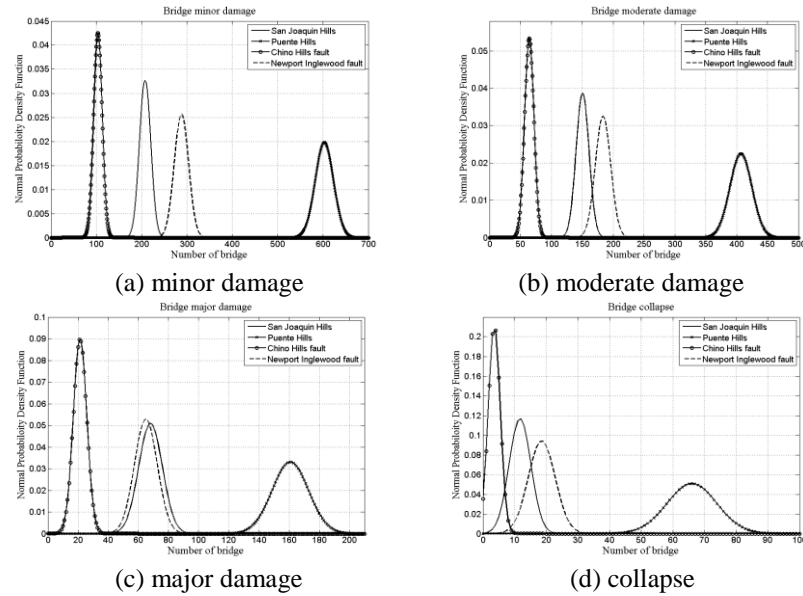 Bridge minor damage
Normal Probabiloity Density Function
0.045
0.04
0.035
0.03
0.025
0.02
0.015
0.01
0.005
0
0 100 200 300 400 500 600 700
Number of bridge
San Joaquin Hills
Puente Hills
Chino Hills fault
Newport Inglewood fault
(a) minor damage
Bridge moderate damage
Normal Probabiloity Density Function
0.05
0.04
0.03
0.02
0.01
0
0 50 100 150 200 250 300 350 400 450 500
Number of bridge
San Joaquin Hills
Puente Hills
Chino Hills fault
Newport Inglewood fault
(b) moderate damage
Bridge major damage
Normal Probabiloity Density Function
0.1
0.09
0.08
0.07
0.06
0.05
0.04
0.03
0.02
0.01
0
0 20 40 60 80 100 120 140 160 180 200
Number of bridge
San Joaquin Hills
Puente Hills
Chino Hills fault
Newport Inglewood fault
(c) major damage
Bridge collapse
Normal Probabiloity Density Function
0.2
0.18
0.16
0.14
0.12
0.1
0.08
0.06
0.04
0.02
0
0 10 20 30 40 50 60 70 80 90 100
Number of bridge
San Joaquin Hills
Puente Hills
Chino Hills fault
Newport Inglewood fault
(d) collapse